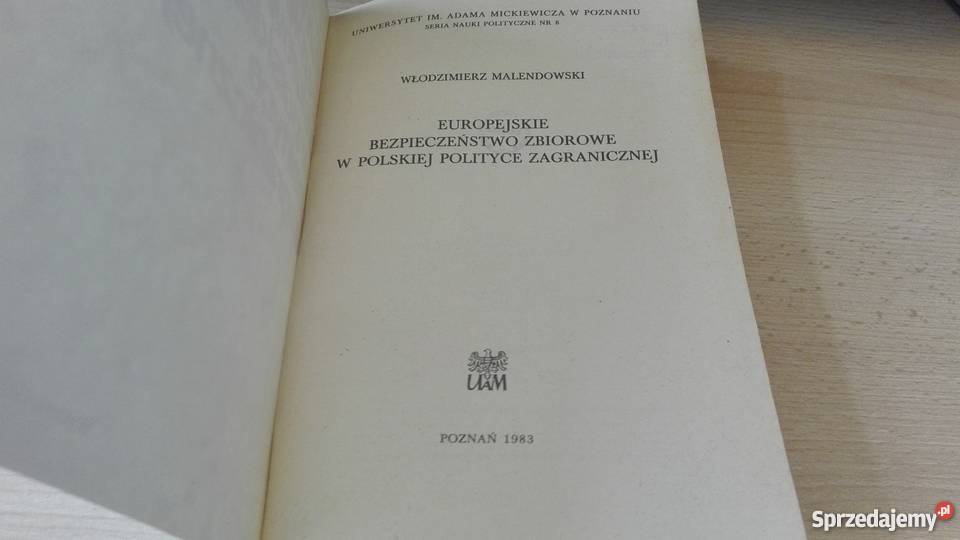 UNIWERSYTET IM. ADAMA MICKIEWICZA W POZNANIU
SERIA NAUKI POLITYCZNE NR 8
WŁODZIMIERZ MALENDOWSKI
EUROPEJSKIE
BEZPIECZEŃSTWO ZBIOROWE
W POLSKIEJ POLITYCE ZAGRANICZNEJ
UAM
POZNAŃ 1983
Sprzedajemy.pl